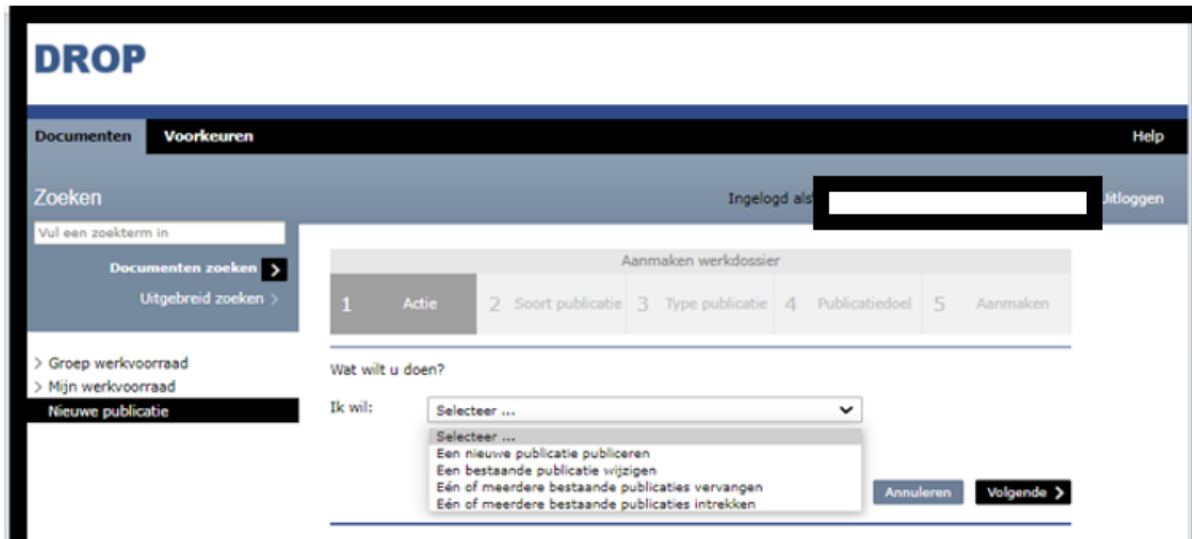 DROP
Documenten Voorkeuren Help
Zoeken
Ingelogd als Uitloggen
Vul een zoekterm in
Documenten zoeken >
Uitgebreid zoeken >
Aanmaken werkdossier
1 Actie 2 Soort publicatie 3 Type publicatie 4 Publicatiedoel 5 Aanmaken
> Groep werkvoorraad
> Mijn werkvoorraad
Nieuwe publicatie
Wat wilt u doen?
Ik wil: Selecteer ...
Selecteer ...
Een nieuwe publicatie publiceren
Een bestaande publicatie wijzigen
Eén of meerdere bestaande publicaties vervangen
Eén of meerdere bestaande publicaties intrekken
Annuleren Volgende >